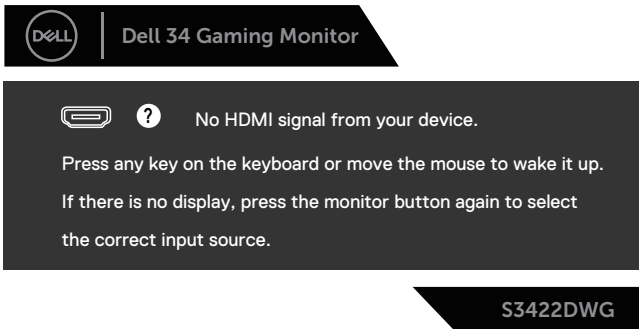 DELL
Dell 34 Gaming Monitor
? No HDMI signal from your device.
Press any key on the keyboard or move the mouse to wake it up.
If there is no display, press the monitor button again to select
the correct input source.
S3422DWG